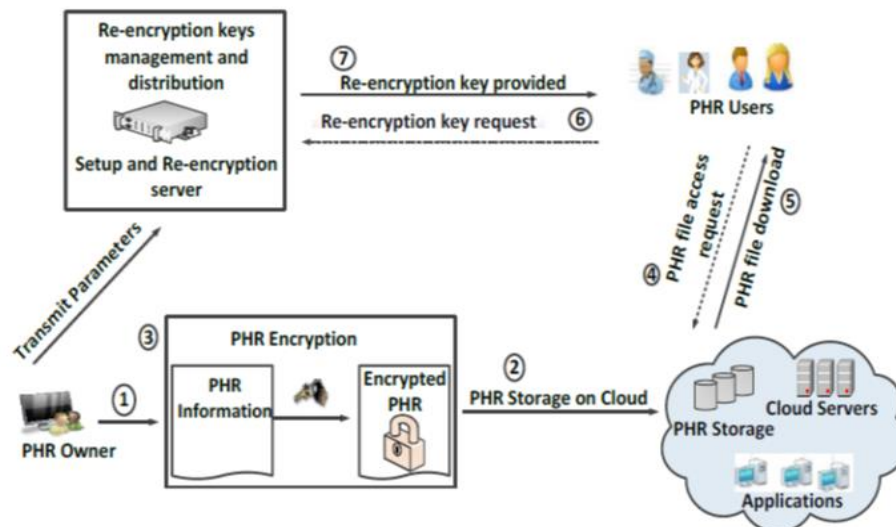 Re-encryption keys
management and
distribution
Setup and Re-encryption
server
⑦
Re-encryption key provided
Re-encryption key request
⑥
PHR Users
PHR file access
request
④
PHR file download
⑤
Transmit Parameters
③
PHR Encryption
PHR
Information
Encrypted
PHR
①
PHR Owner
②
PHR Storage on Cloud
Cloud Servers
PHR Storage
Applications